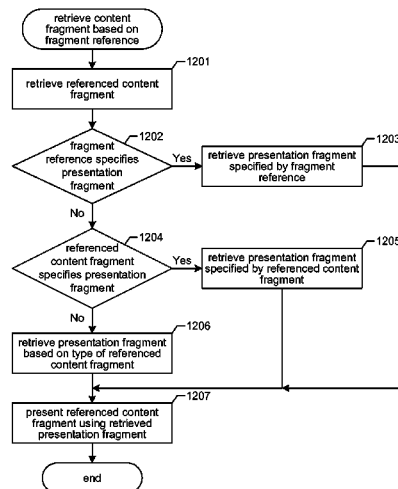 retrieve content
fragment based on
fragment reference
1201
retrieve referenced content
fragment
1202
fragment
reference specifies
presentation
fragment
Yes
1203
retrieve presentation fragment
specified by fragment
reference
No
1204
referenced
content fragment
specifies presentation
fragment
Yes
1205
retrieve presentation fragment
specified by referenced content
fragment
No
1206
retrieve presentation fragment
based on type of referenced
content fragment
1207
present referenced content
fragment using retrieved
presentation fragment
end